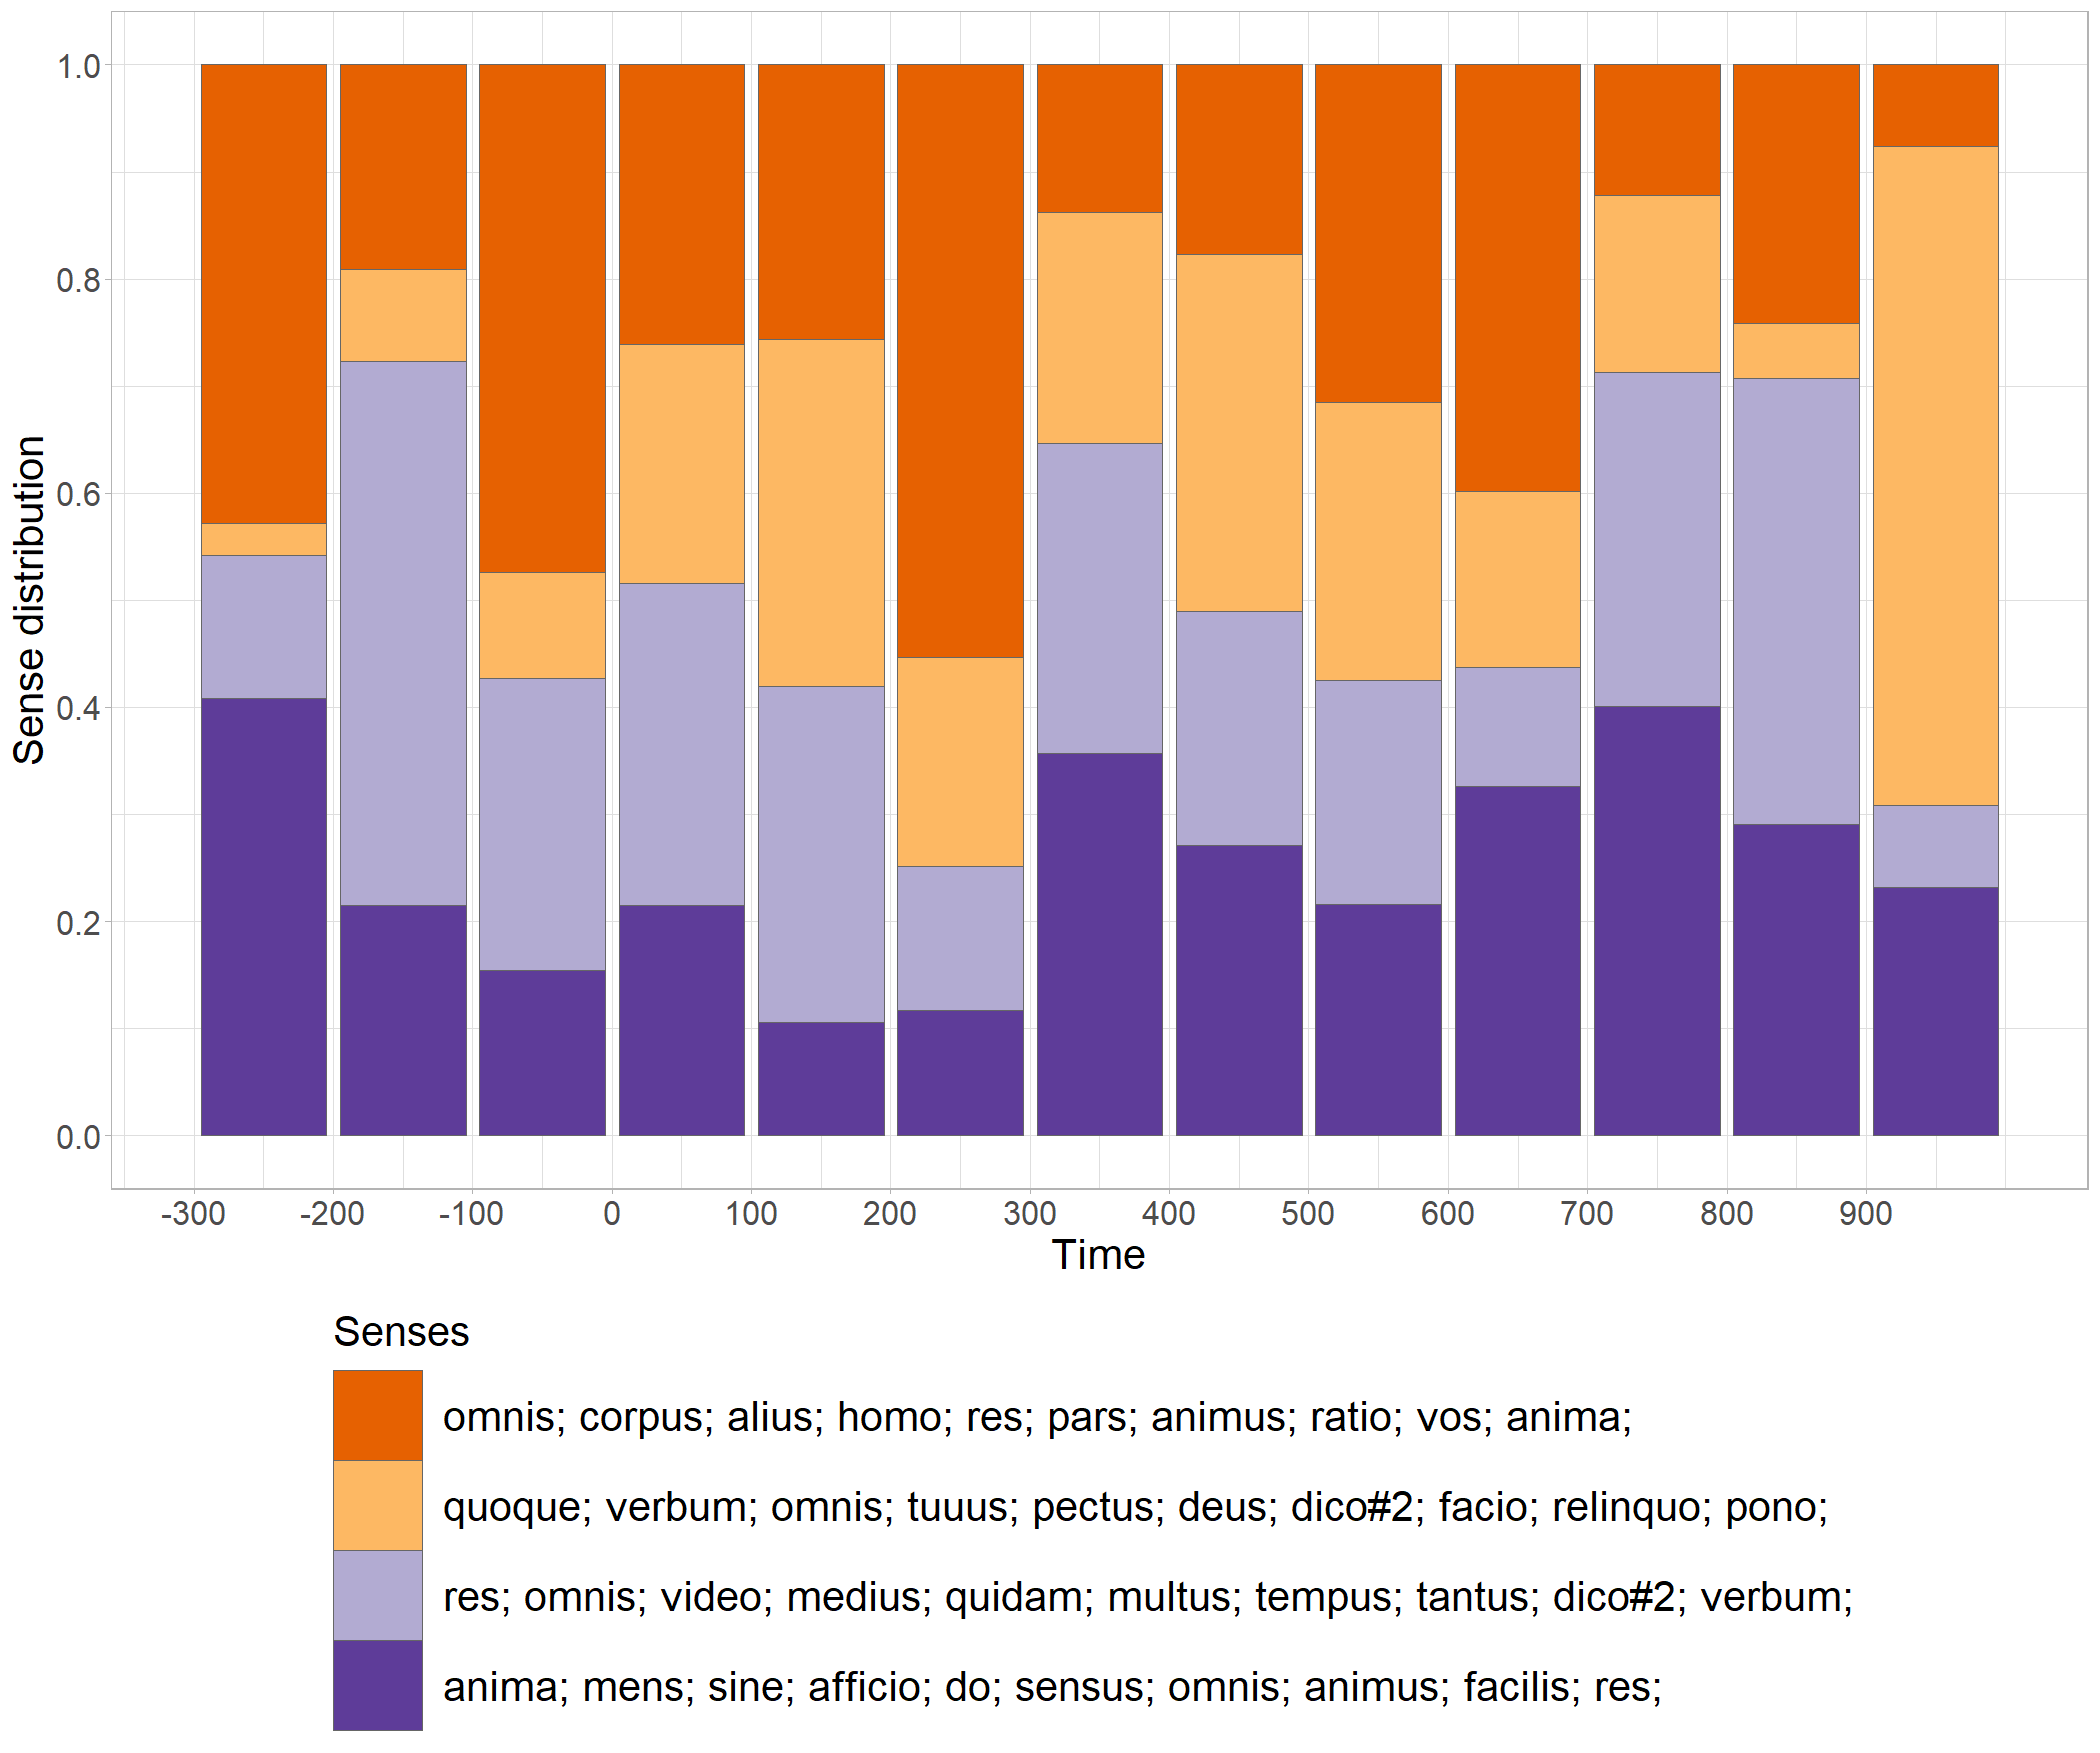 1.0
0.8
0.6
0.4
0.2
0.0
Sense distribution
-300 -200 -100 0 100 200 300 400 500 600 700 800 900
Time
Senses
omnis; corpus; alius; homo; res; pars; animus; ratio; vos; anima;
quoque; verbum; omnis; tuuus; pectus; deus; dico#2; facio; relinquo; pono;
res; omnis; video; medius; quidam; multus; tempus; tantus; dico#2; verbum;
anima; mens; sine; afficio; do; sensus; omnis; animus; facilis; res;